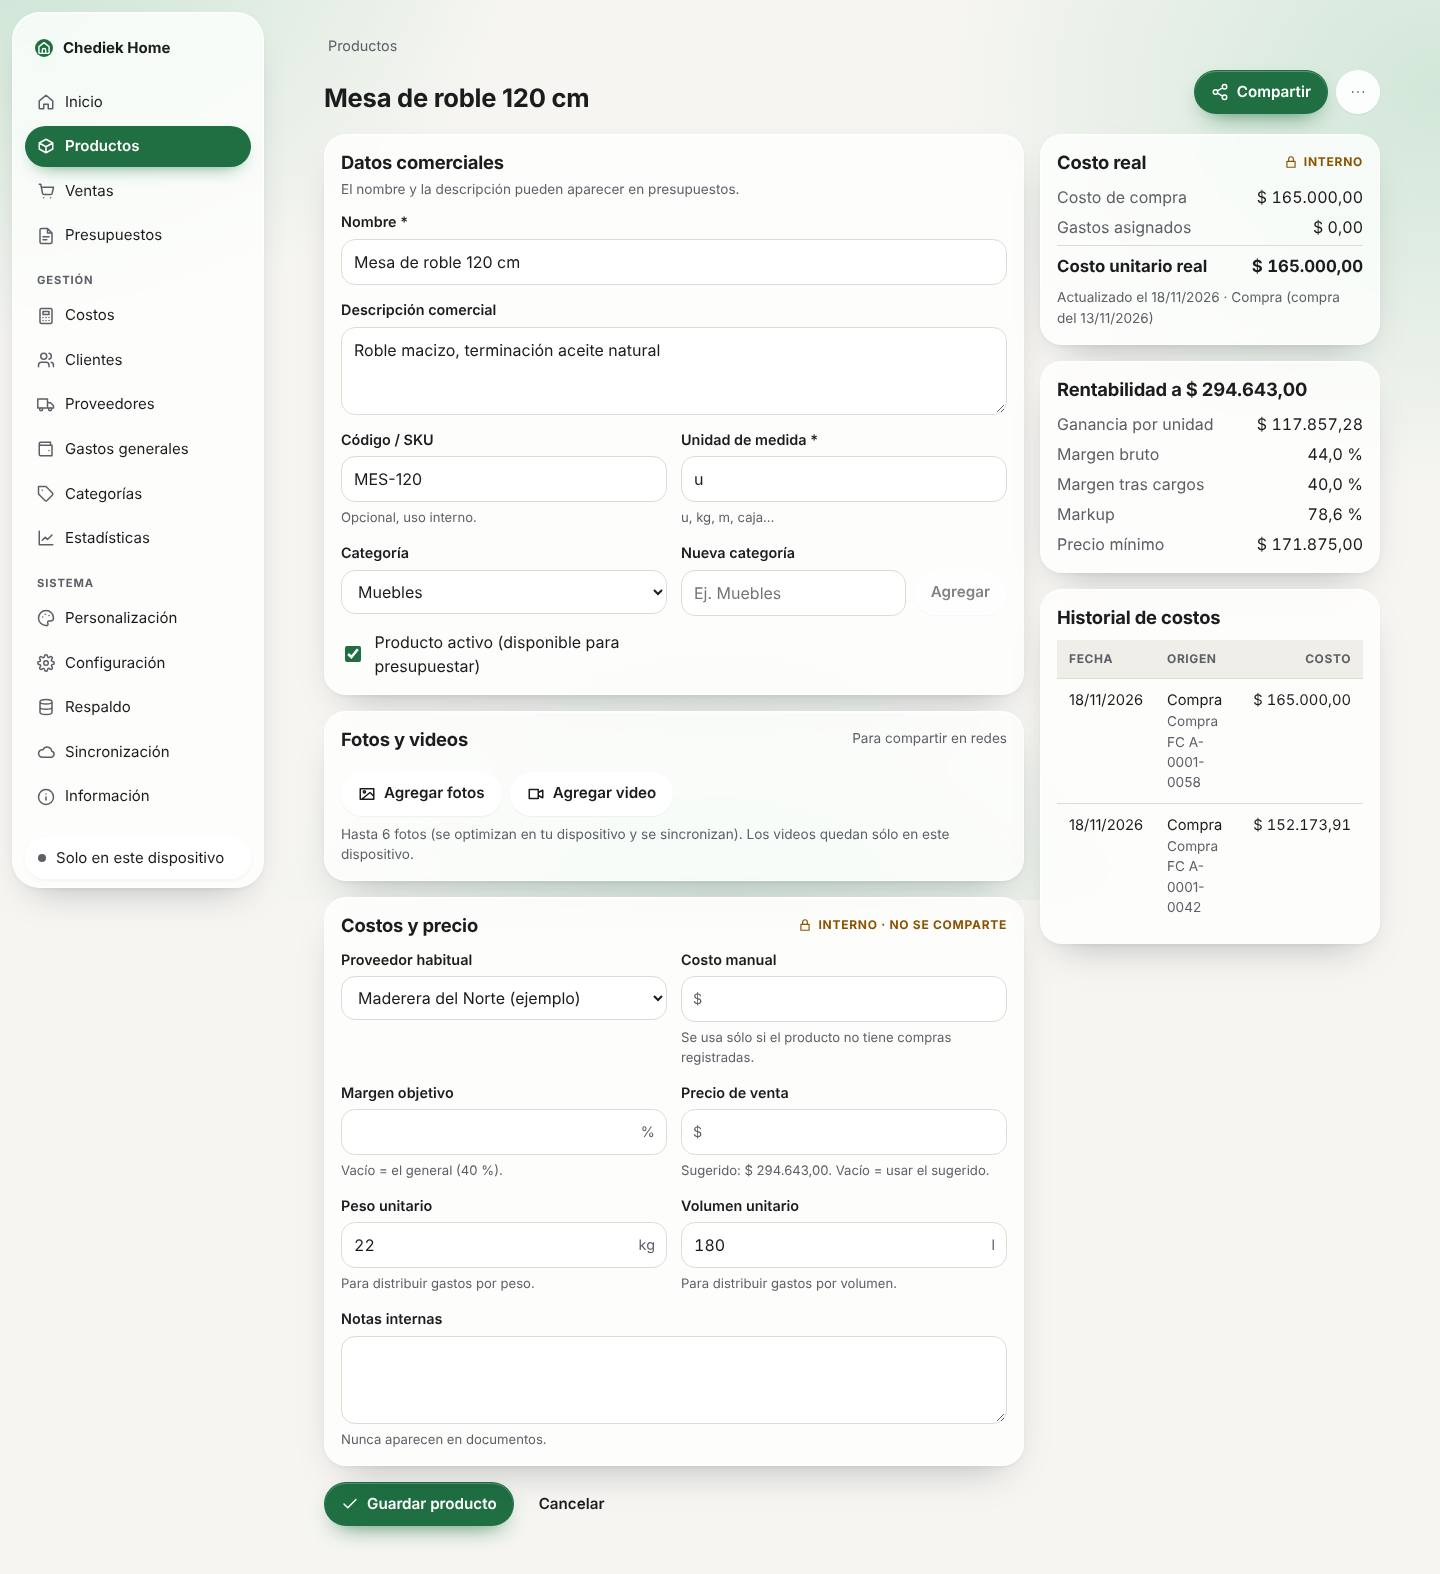 Chediek Home
Inicio
Productos
Ventas
Presupuestos
GESTIÓN
Costos
Clientes
Proveedores
Gastos generales
Categorías
Estadísticas
SISTEMA
Personalización
Configuración
Respaldo
Sincronización
Información
Solo en este dispositivo
Productos
Mesa de roble 120 cm
Compartir
...
Datos comerciales
El nombre y la descripción pueden aparecer en presupuestos.
Nombre *
Mesa de roble 120 cm
Descripción comercial
Roble macizo, terminación aceite natural
Código / SKU
MES-120
Opcional, uso interno.
Unidad de medida *
u
u, kg, m, caja...
Categoría
Muebles
Nueva categoría
Ej. Muebles
Agregar
Producto activo (disponible para
presupuestar)
Fotos y videos
Para compartir en redes
Agregar fotos
Agregar video
Hasta 6 fotos (se optimizan en tu dispositivo y se sincronizan). Los videos quedan sólo en este
dispositivo.
Costos y precio
INTERNO · NO SE COMPARTE
Proveedor habitual
Maderera del Norte (ejemplo)
Costo manual
$
Se usa sólo si el producto no tiene compras
registradas.
Margen objetivo
%
Vacío = el general (40 %).
Precio de venta
$
Sugerido: $ 294.643,00. Vacío = usar el sugerido.
Peso unitario
22 kg
Para distribuir gastos por peso.
Volumen unitario
180 l
Para distribuir gastos por volumen.
Notas internas
Nunca aparecen en documentos.
Guardar producto
Cancelar
Costo real
INTERNO
Costo de compra $ 165.000,00
Gastos asignados $ 0,00
Costo unitario real $ 165.000,00
Actualizado el 18/11/2026 · Compra (compra
del 13/11/2026)
Rentabilidad a $ 294.643,00
Ganancia por unidad $ 117.857,28
Margen bruto 44,0 %
Margen tras cargos 40,0 %
Markup 78,6 %
Precio mínimo $ 171.875,00
Historial de costos
FECHA ORIGEN COSTO
18/11/2026 Compra $ 165.000,00
Compra
FC A-
0001-
0058
18/11/2026 Compra $ 152.173,91
Compra
FC A-
0001-
0042